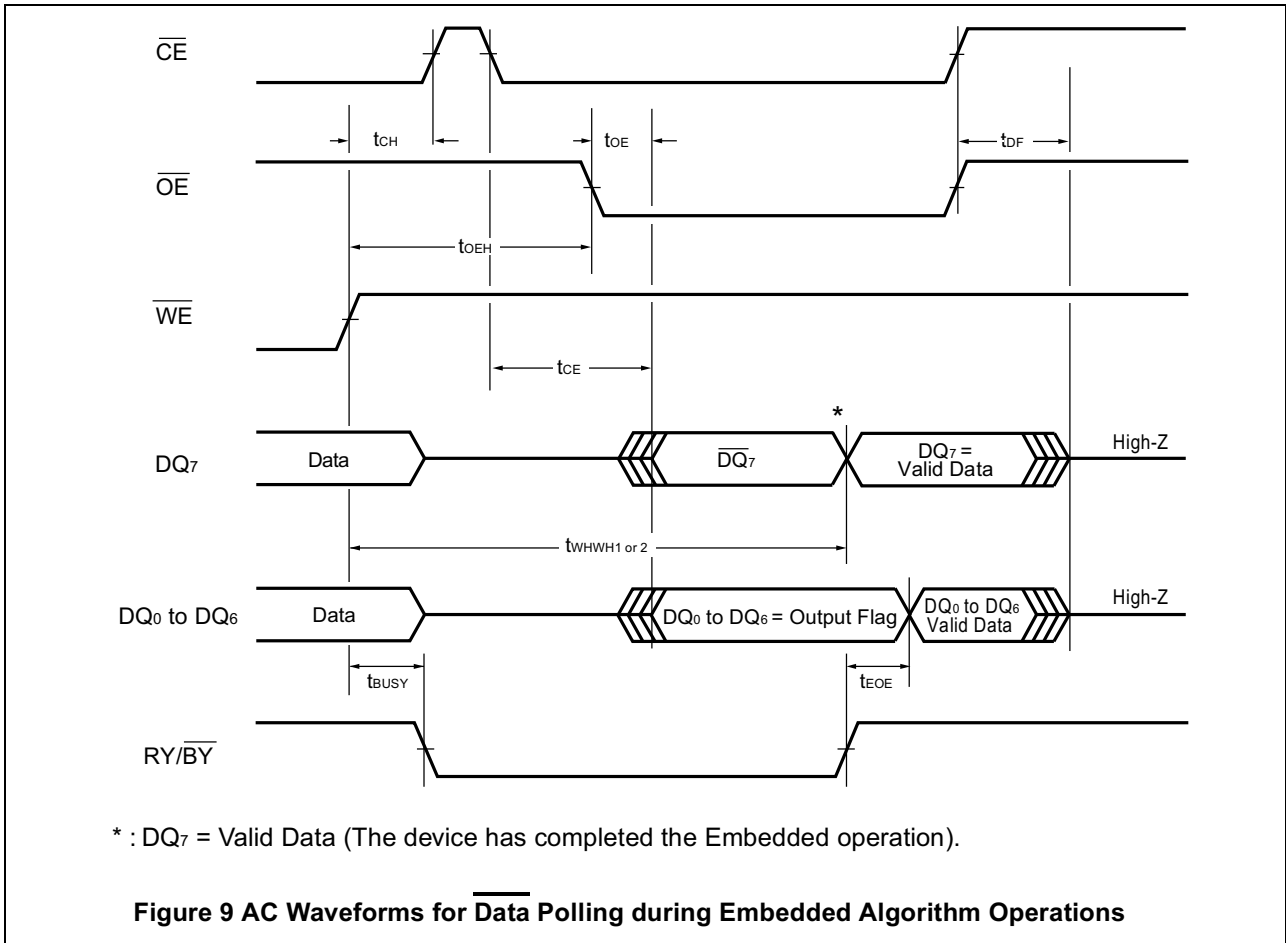 CE
tCH
tOE
tDF
OE
tOEH
WE
tCE
*
DQ7
Data
DQ7
DQ7 =
Valid Data
High-Z
tWHWH1 or 2
DQ0 to DQ6
Data
DQ0 to DQ6 = Output Flag
DQ0 to DQ6
Valid Data
High-Z
tBUSY
tEOE
RY/BY
* : DQ7 = Valid Data (The device has completed the Embedded operation).
Figure 9 AC Waveforms for Data Polling during Embedded Algorithm Operations